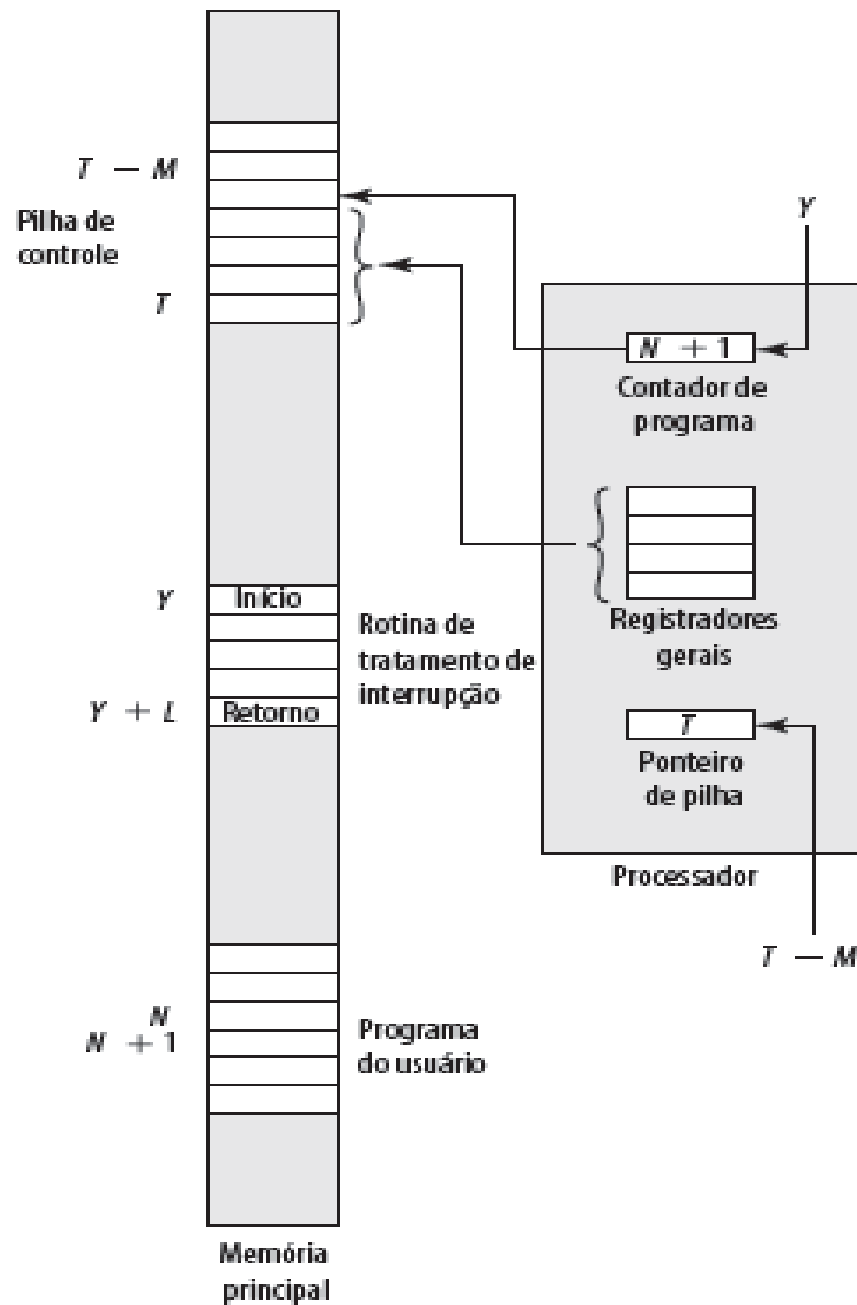 T – M
Pilha de
controle
T
Y
N + 1
Contador de
programa
Registradores
gerais
T
Ponteiro
de pilha
Processador
T – M
Y
Início
Rotina de
tratamento de
interrupção
Y + L
Retorno
N
N + 1
Programa
do usuário
Memória
principal